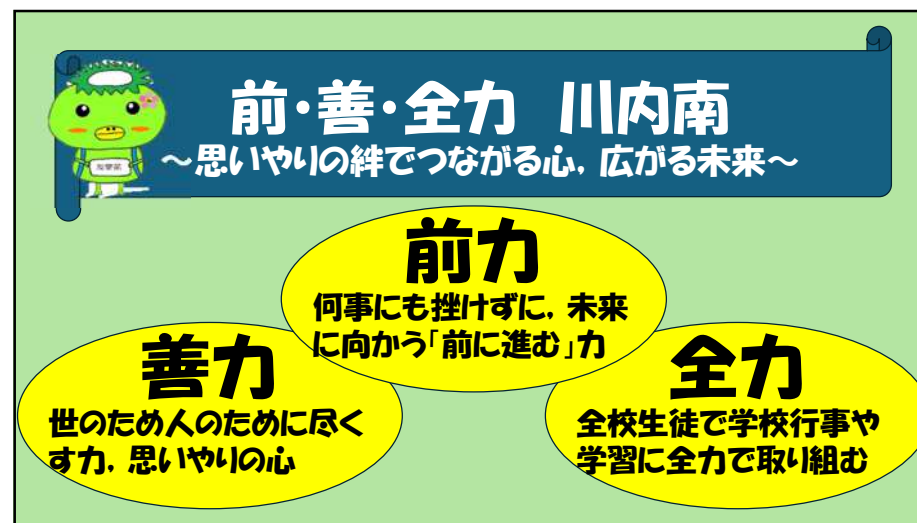 前・善・全力　川内南
～思いやりの絆でつながる心，広がる未来～
前力
何事にも挫けずに，未来
に向かう「前に進む」力
善力
世のため人のために尽く
す力，思いやりの心
全力
全校生徒で学校行事や
学習に全力で取り組む